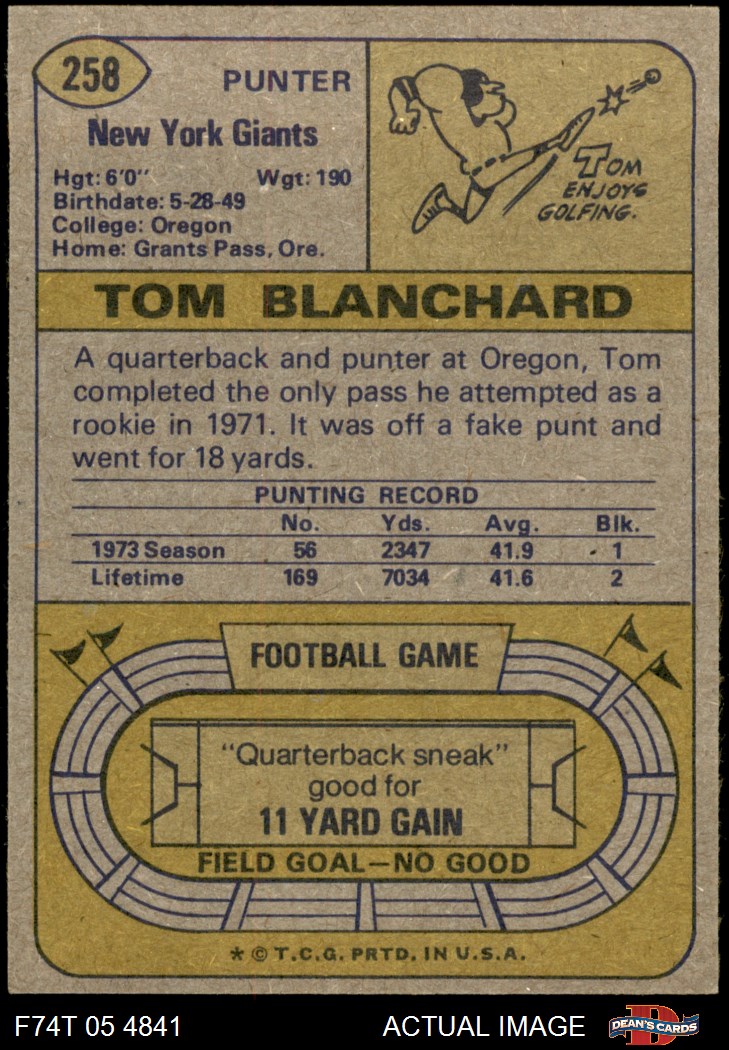 258
PUNTER
New York Giants
Hgt: 6'0" Wgt: 190
Birthdate: 5-28-49
College: Oregon
Home: Grants Pass, Ore.
TOM
ENJOYS
GOLFING.
TOM BLANCHARD
A quarterback and punter at Oregon, Tom
completed the only pass he attempted as a
rookie in 1971. It was off a fake punt and
went for 18 yards.
PUNTING RECORD
No. Yds. Avg. Blk.
1973 Season 56 2347 41.9 1
Lifetime 169 7034 41.6 2
FOOTBALL GAME
"Quarterback sneak"
good for
11 YARD GAIN
FIELD GOAL—NO GOOD
* © T.C.G. PRTD. IN U.S.A.
F74T 05 4841 ACTUAL IMAGE DEAN'S CARDS